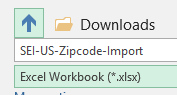 Downloads
SEI-US-Zipcode-Import
Excel Workbook (*.xlsx)